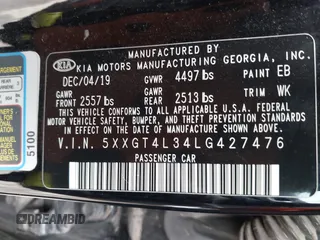 MANUFACTURED BY
KIA KIA MOTORS MANUFACTURING GEORGIA, INC.
DEC/04/19 GVWR 4497lbs PAINT EB
GAWR FRONT 2557lbs GAWR REAR 2513lbs TRIM WK
THIS VEHICLE CONFORMS TO ALL APPLICABLE
FEDERAL MOTOR VEHICLE SAFETY,
BUMPER, AND THEFT PREVENTION STANDARDS
IN EFFECT ON THE DATE OF MANUFACTURE
SHOWN ABOVE.
V.I.N. 5XXGT4L34LG427476
PASSENGER CAR
5100
DREAMBID